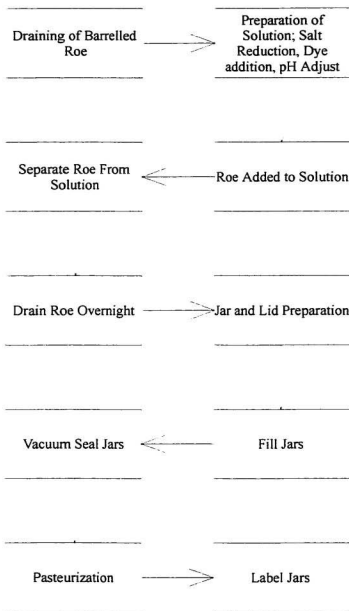 Draining of Barrelled
Roe
Preparation of
Solution; Salt
Reduction, Dye
addition, pH Adjust
Separate Roe From
Solution
Roe Added to Solution
Drain Roe Overnight
Jar and Lid Preparation
Vacuum Seal Jars
Fill Jars
Pasteurization
Label Jars